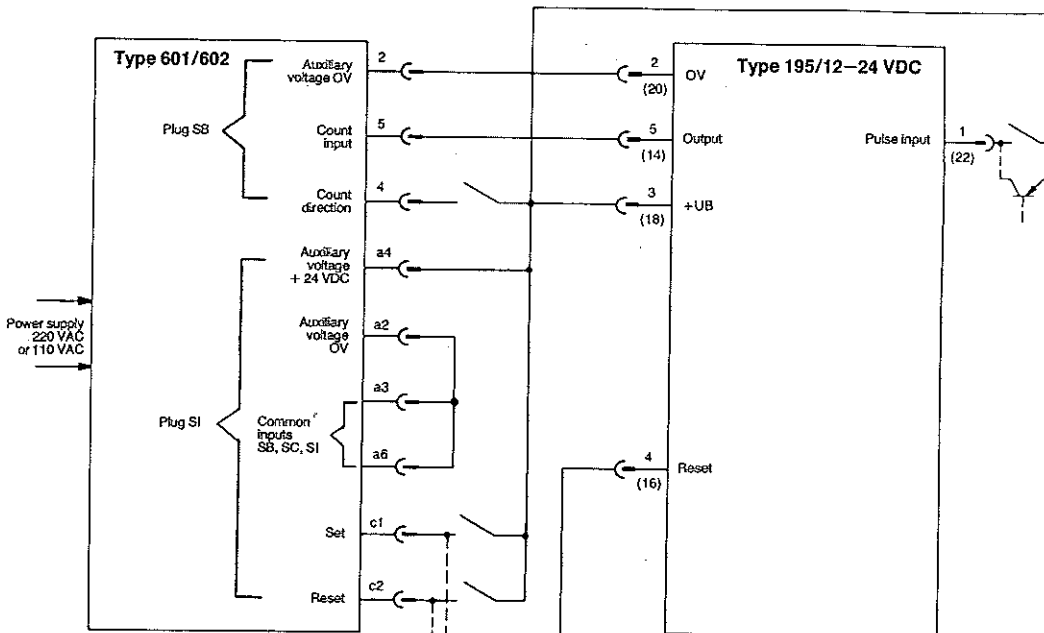 Type 601/602
Auxiliary
voltage OV
2
2
(20)
OV
Type 195/12–24 VDC
Plug SB
Count
input
5
5
(14)
Output
Pulse input
1
(22)
Count
direction
4
3
(18)
+UB
Auxiliary
voltage
+ 24 VDC
a4
Power supply
220 VAC
or 110 VAC
Auxiliary
voltage
OV
a2
a3
Plug SI
Common
inputs
SB, SC, SI
a6
4
(16)
Reset
Set
c1
Reset
c2